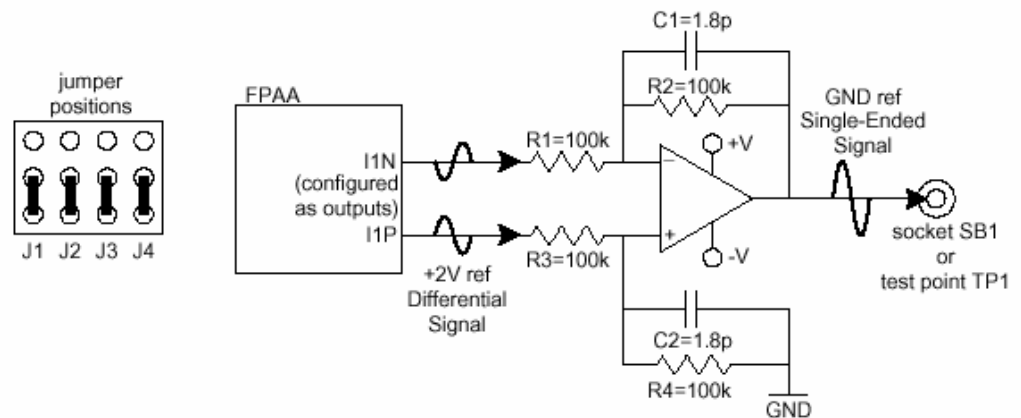 jumper
positions
J1 J2 J3 J4
FPAA
I1N
(configured
as outputs)
I1P
+2V ref
Differential
Signal
R1=100k
R3=100k
C1=1.8p
R2=100k
+V
-V
C2=1.8p
R4=100k
GND
GND ref
Single-Ended
Signal
socket SB1
or
test point TP1